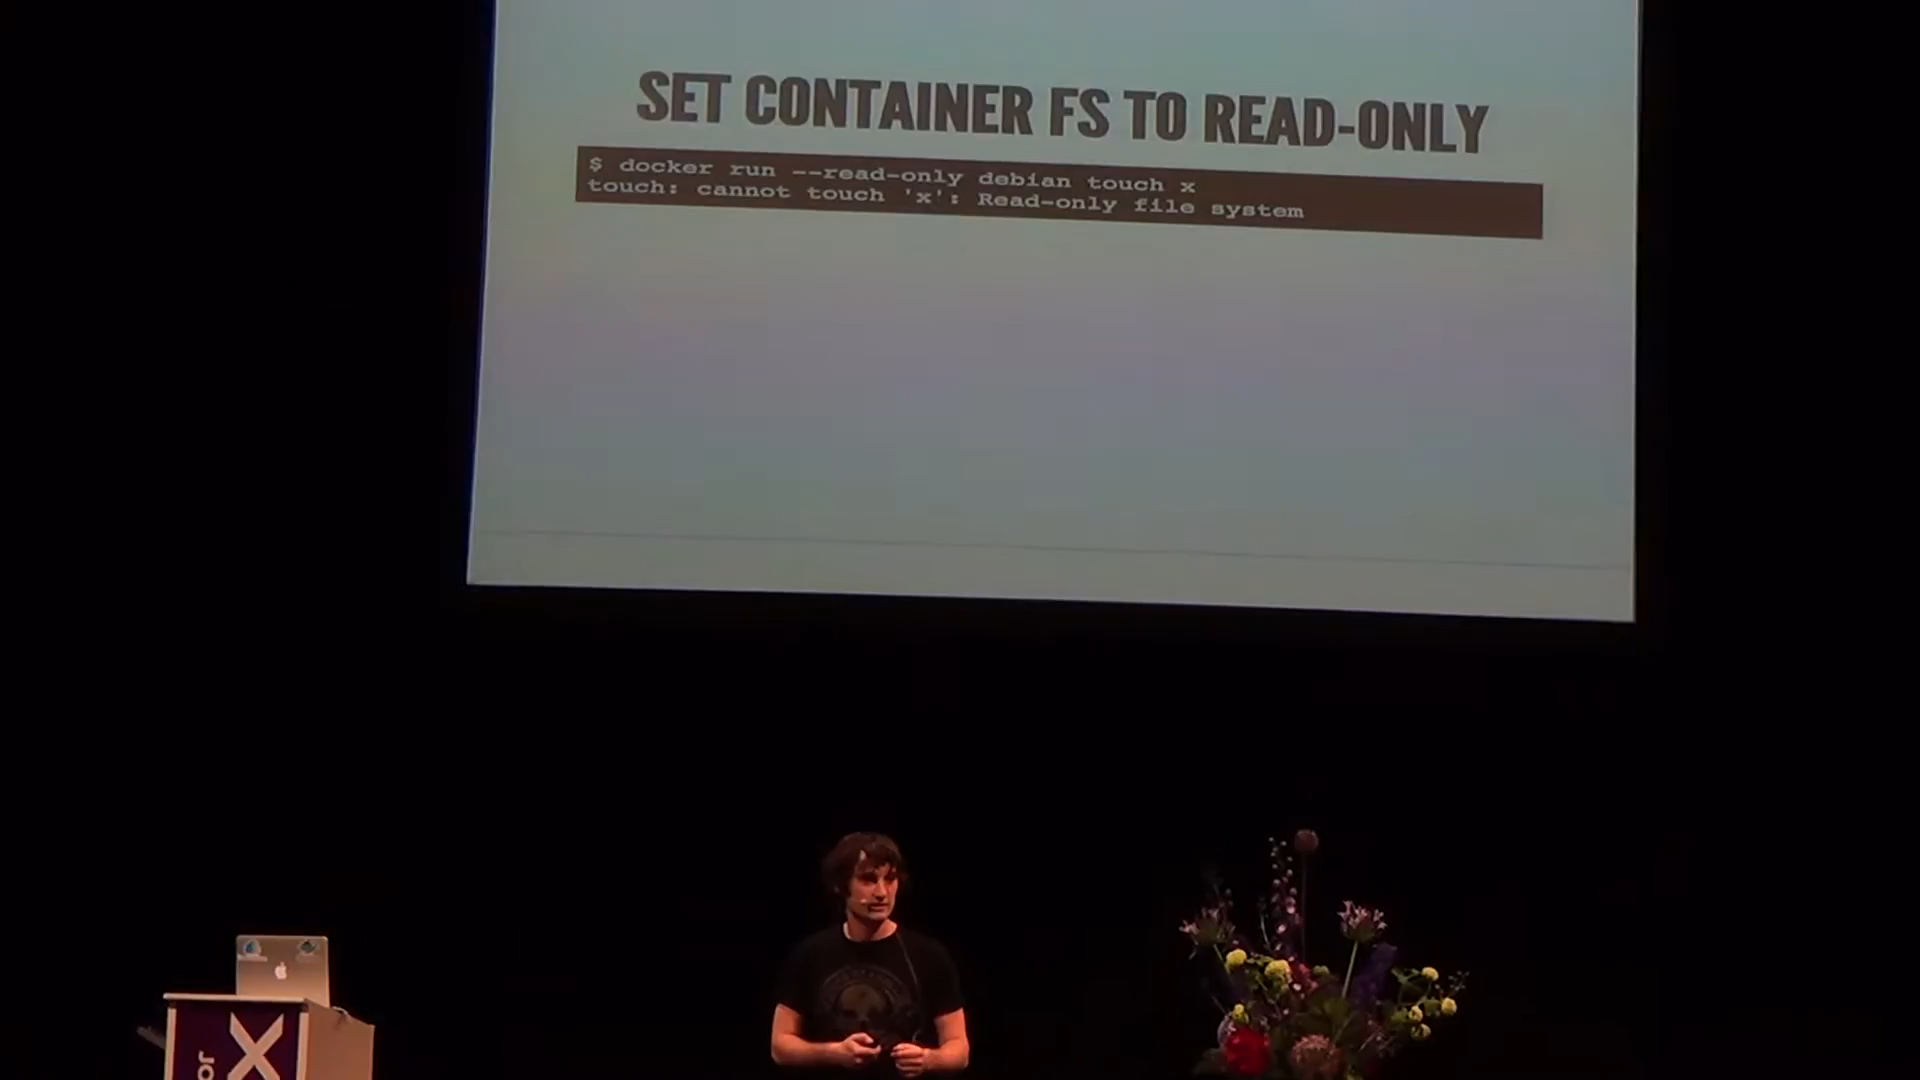 SET CONTAINER FS TO READ-ONLY
$ docker run --read-only debian touch x
touch: cannot touch 'x': Read-only file system
or
X